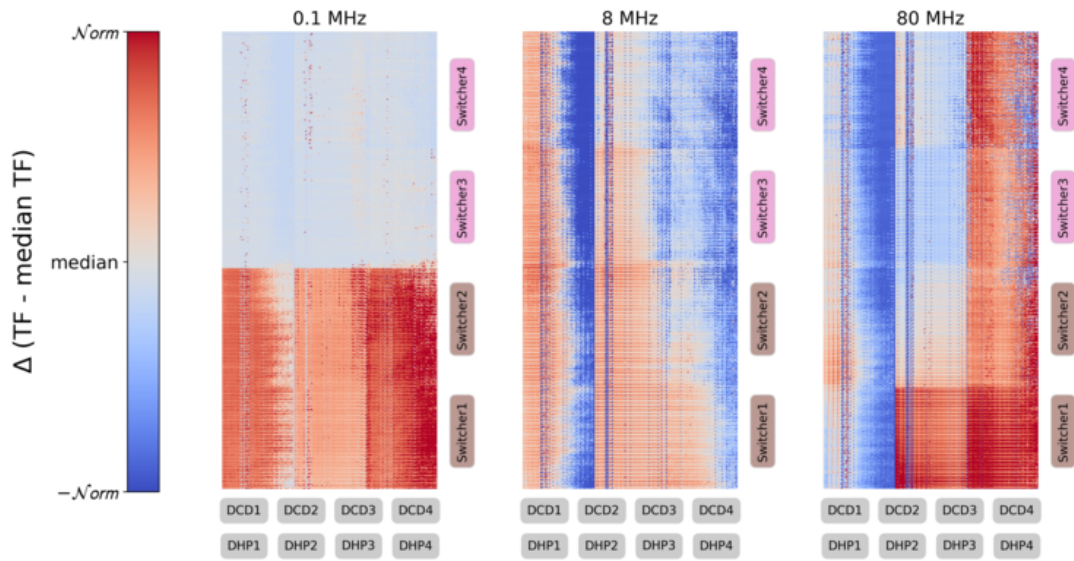 0.1 MHz
8 MHz
80 MHz
Norm
median
−Norm
Δ (TF - median TF)
Switcher4
Switcher3
Switcher2
Switcher1
Switcher4
Switcher3
Switcher2
Switcher1
Switcher4
Switcher3
Switcher2
Switcher1
DCD1 DCD2 DCD3 DCD4
DHP1 DHP2 DHP3 DHP4
DCD1 DCD2 DCD3 DCD4
DHP1 DHP2 DHP3 DHP4
DCD1 DCD2 DCD3 DCD4
DHP1 DHP2 DHP3 DHP4